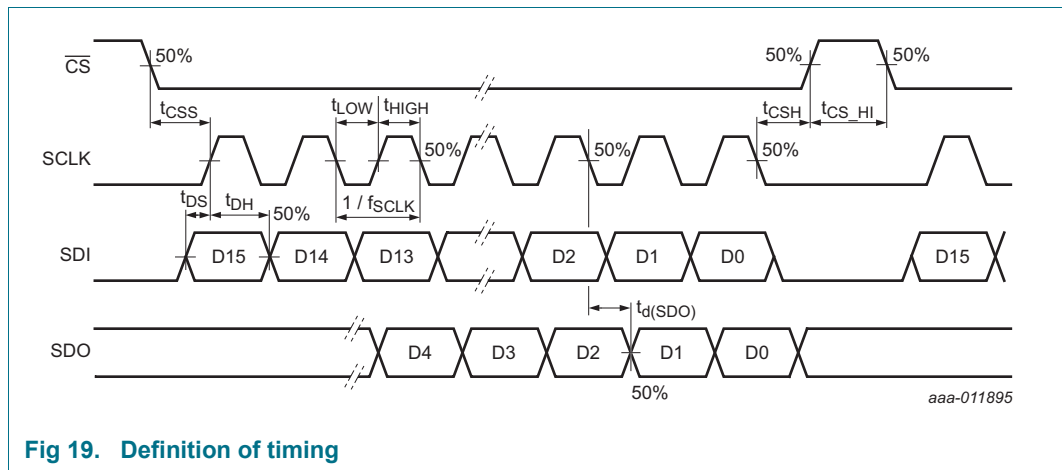 CS 50% 50% 50%
tCSS tLOW tHIGH tCSH tCS_HI
SCLK 50% 50% 50%
tDS tDH 50% 1 / fSCLK
SDI D15 D14 D13 D2 D1 D0 D15
td(SDO)
SDO D4 D3 D2 D1 D0
50%
aaa-011895
Fig 19. Definition of timing